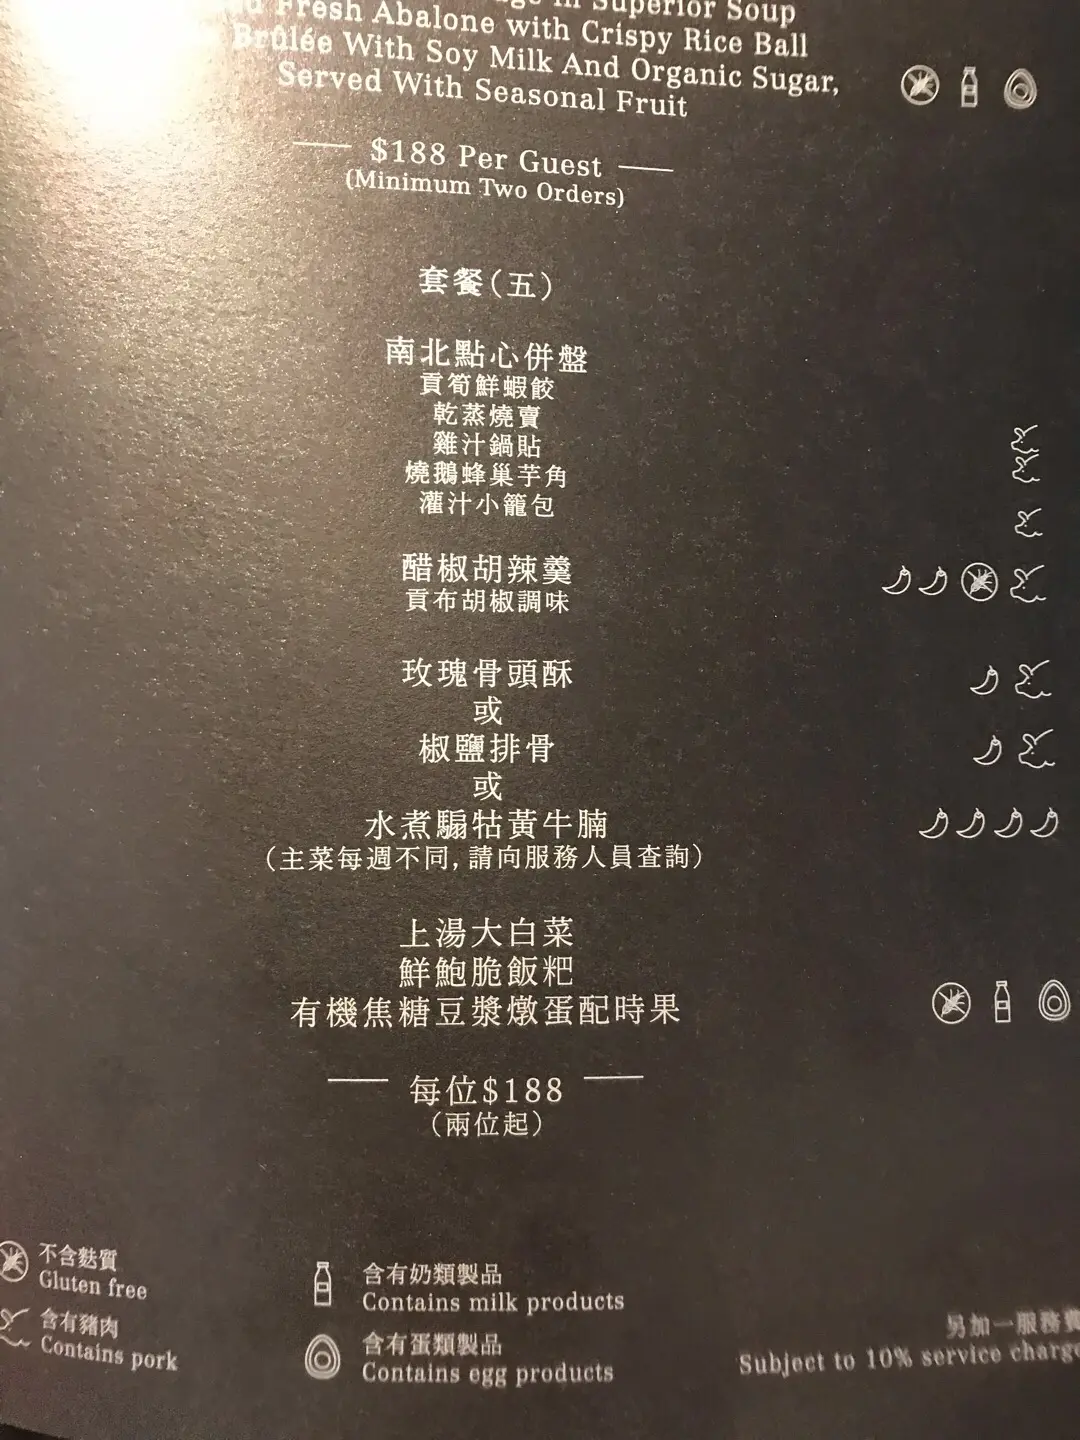 in Superior Soup
Fresh Abalone with Crispy Rice Ball
Brûlée With Soy Milk And Organic Sugar,
Served With Seasonal Fruit
$188 Per Guest
(Minimum Two Orders)
套餐(五)
南北點心併盤
貢筍鮮蝦餃
乾蒸燒賣
雞汁鍋貼
燒鵝蜂巢芋角
灌汁小籠包
醋椒胡辣羹
貢布胡椒調味
玫瑰骨頭酥
或
椒鹽排骨
或
水煮騸牯黃牛腩
(主菜每週不同,請向服務人員查詢)
上湯大白菜
鮮鮑脆飯粑
有機焦糖豆漿燉蛋配時果
每位$188
(兩位起)
不含麩質
Gluten free
含有豬肉
Contains pork
含有奶類製品
Contains milk products
含有蛋類製品
Contains egg products
另加一服務費
Subject to 10% service charge